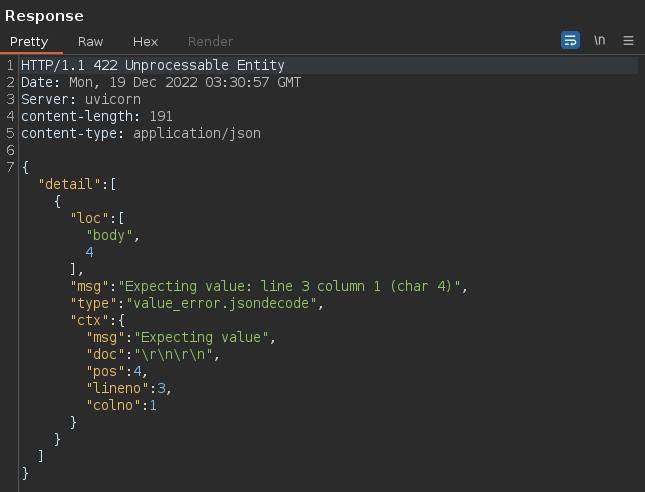 Response
Pretty Raw Hex Render \n
1 HTTP/1.1 422 Unprocessable Entity
2 Date: Mon, 19 Dec 2022 03:30:57 GMT
3 Server: uvicorn
4 content-length: 191
5 content-type: application/json
6
7 {
  "detail":[
    {
      "loc":[
        "body",
        4
      ],
      "msg":"Expecting value: line 3 column 1 (char 4)",
      "type":"value_error.jsondecode",
      "ctx":{
        "msg":"Expecting value",
        "doc":"\r\n\r\n",
        "pos":4,
        "lineno":3,
        "colno":1
      }
    }
  ]
}